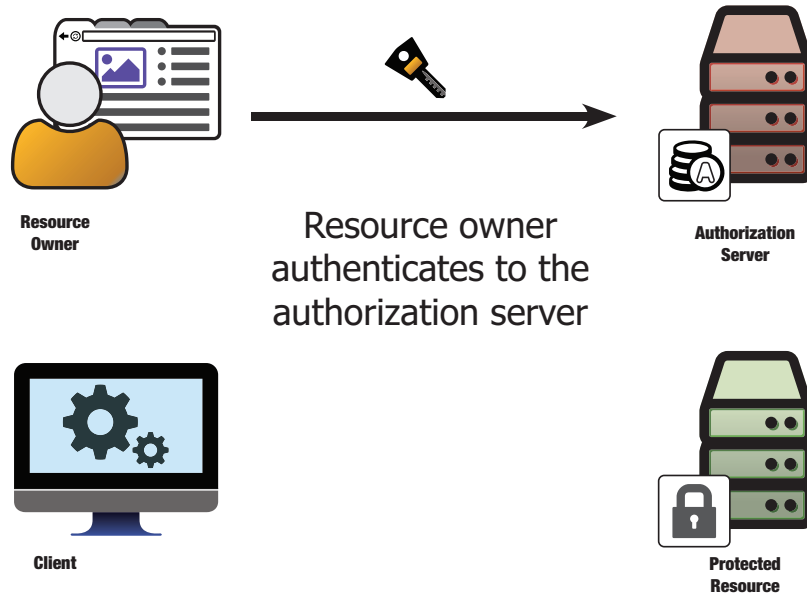 Resource
Owner
Authorization
Server
A
Resource owner
authenticates to the
authorization server
Client
Protected
Resource